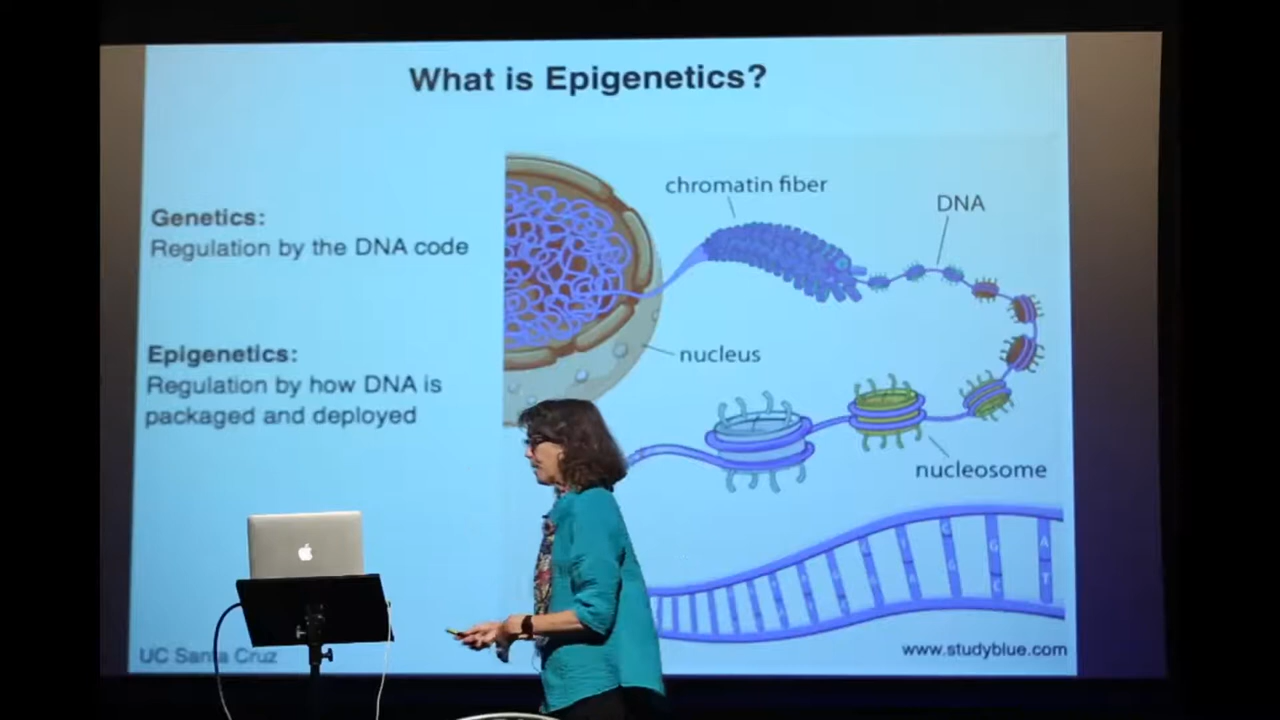 What is Epigenetics?
Genetics:
Regulation by the DNA code
Epigenetics:
Regulation by how DNA is
packaged and deployed
chromatin fiber
DNA
nucleus
nucleosome
A
T
UC Santa Cruz
www.studyblue.com